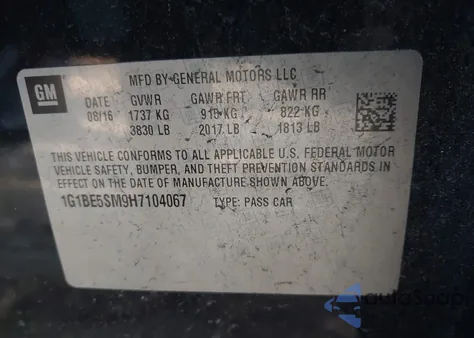 GM
MFD BY GENERAL MOTORS LLC
DATE GVWR GAWR FRT GAWR RR
08/16 1737 KG 915 KG 822 KG
3830 LB 2017 LB 1813 LB
THIS VEHICLE CONFORMS TO ALL APPLICABLE U.S. FEDERAL MOTOR
VEHICLE SAFETY, BUMPER, AND THEFT PREVENTION STANDARDS IN
EFFECT ON THE DATE OF MANUFACTURE SHOWN ABOVE.
1G1BE5SM9H7104067 TYPE: PASS CAR
autoSnap